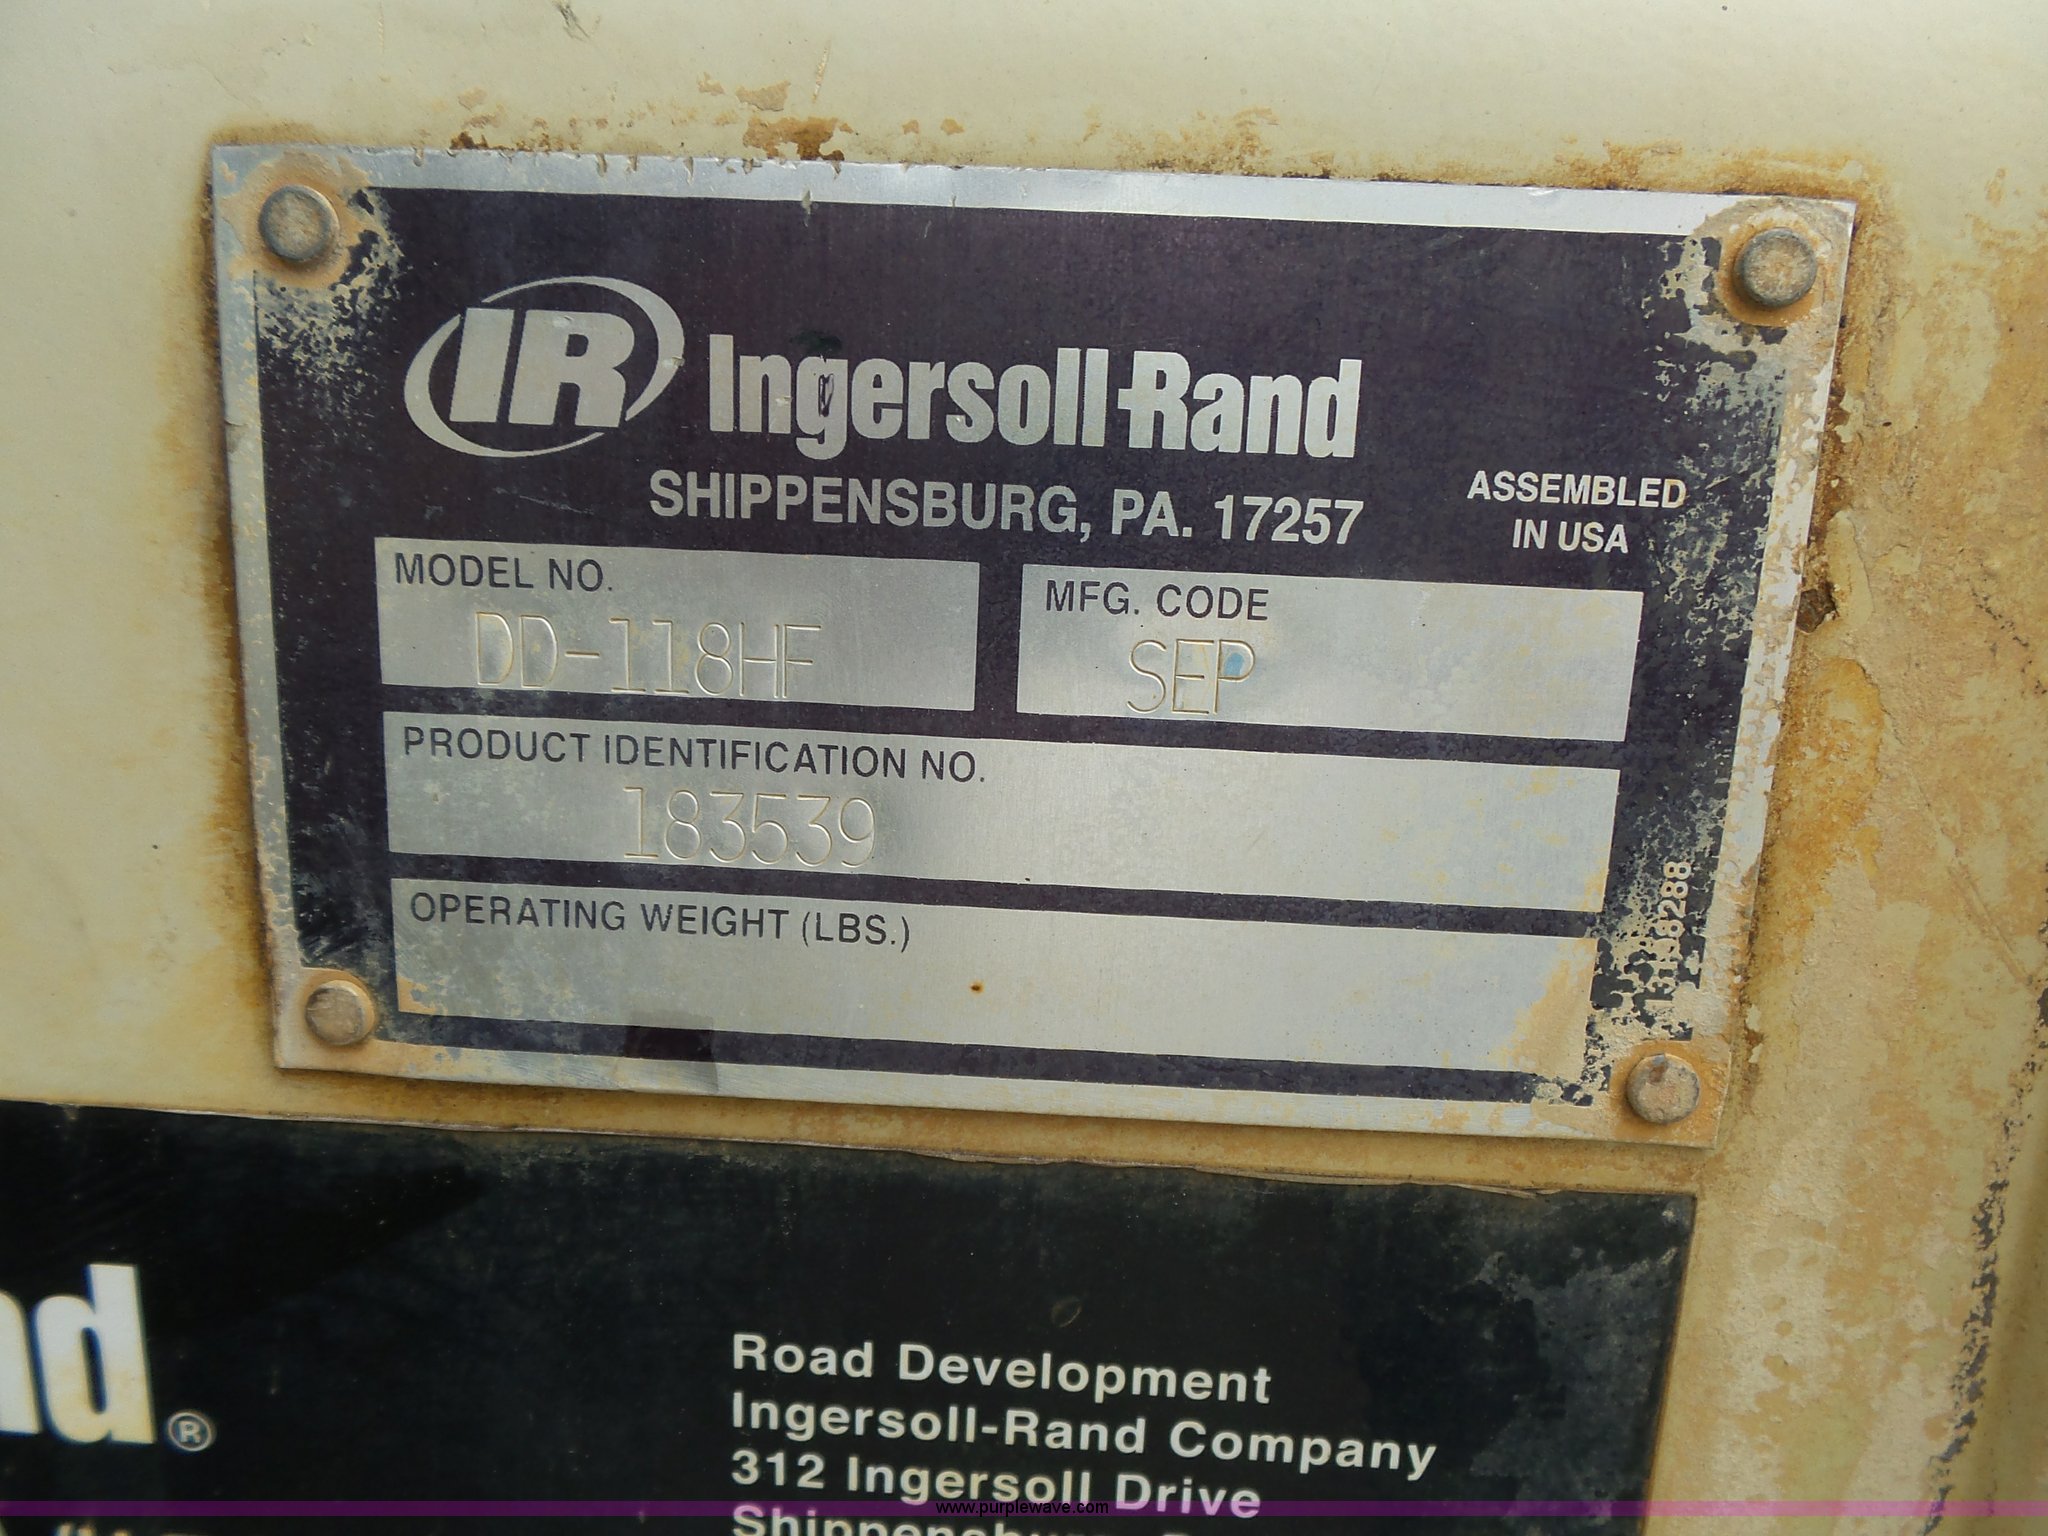 IR Ingersoll-Rand
SHIPPENSBURG, PA. 17257
ASSEMBLED
IN USA
MODEL NO.
DD-118HF
MFG. CODE
SEP
PRODUCT IDENTIFICATION NO.
183539
OPERATING WEIGHT (LBS.)
13138288
nd®
Road Development
Ingersoll-Rand Company
312 Ingersoll Drive
www.purplewave.com